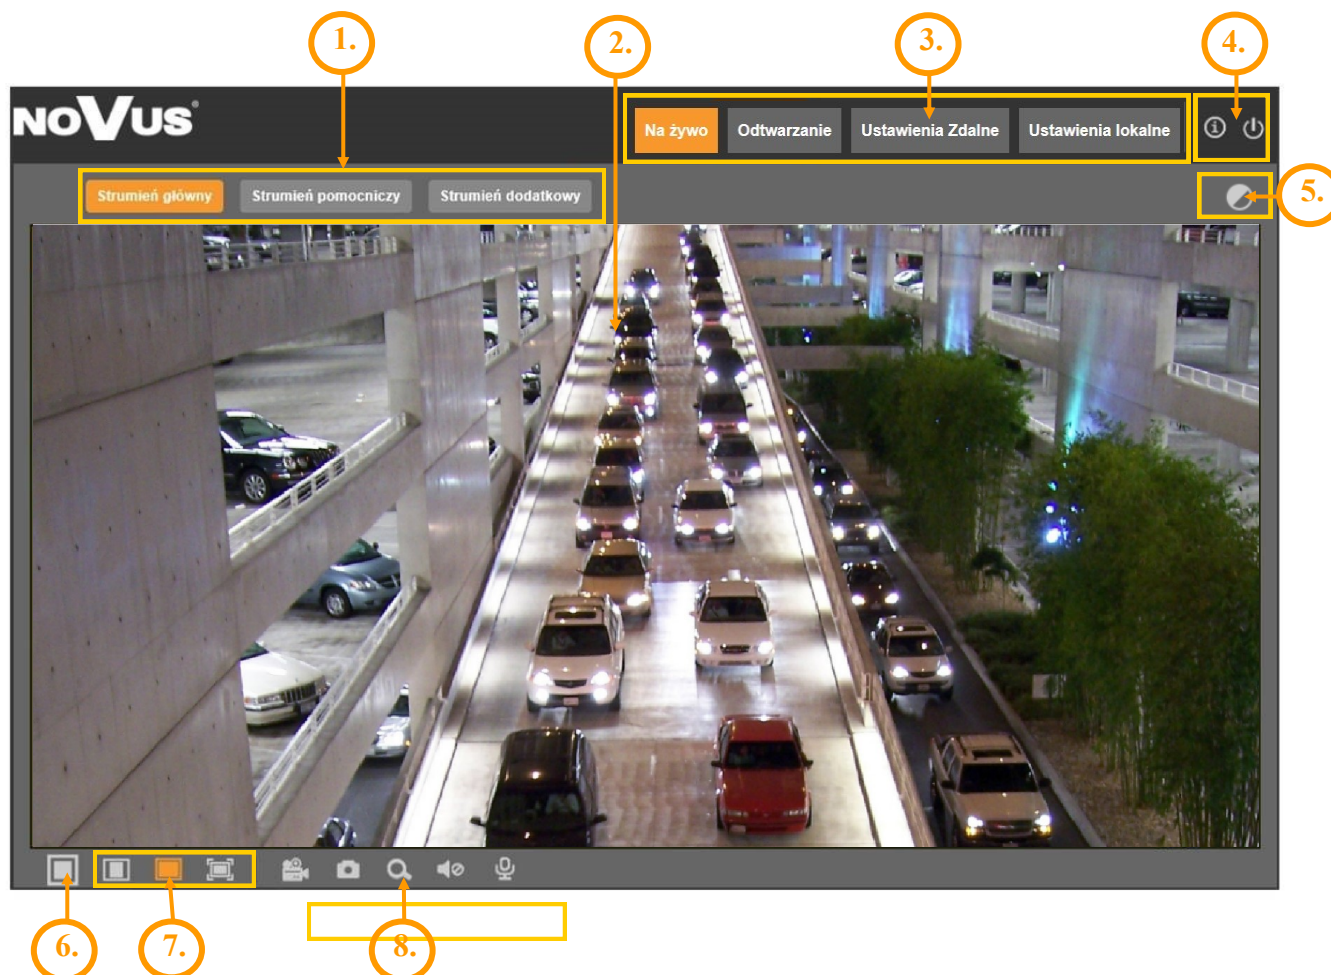 1.
2.
3.
4.
NOVUS®
Na żywo Odtwarzanie Ustawienia Zdalne Ustawienia lokalne
Strumień główny Strumień pomocniczy Strumień dodatkowy
5.
6.
7.
8.